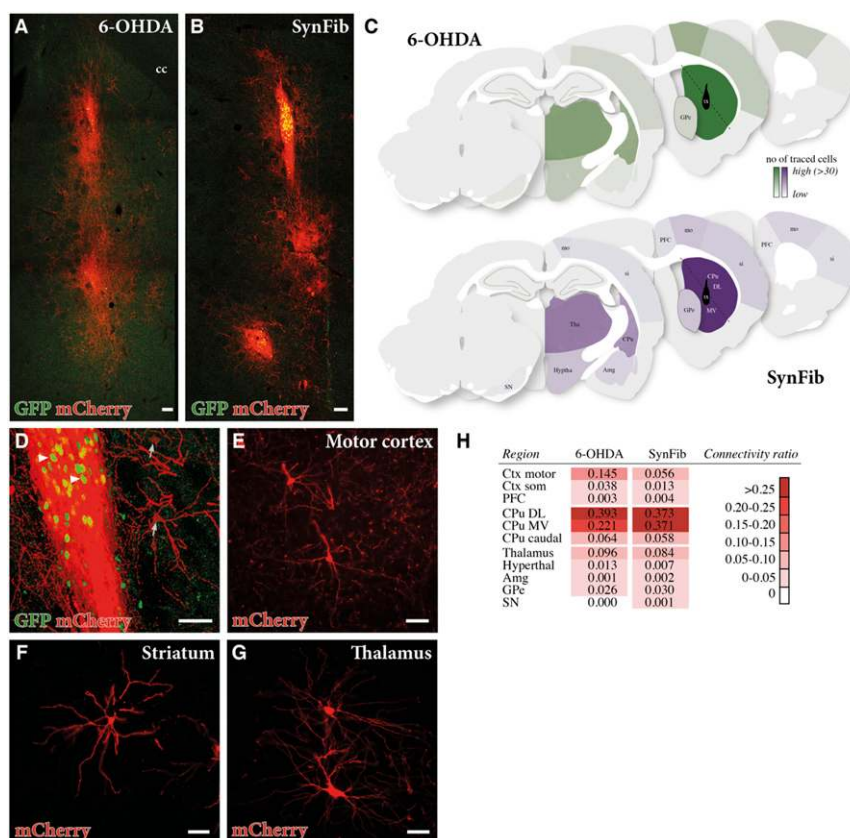 A 6-OHDA
cc
GFP mCherry
B SynFib
GFP mCherry
C
6-OHDA
GPe
no of traced cells
high (>30)
low
mo
si
Tha
CPu
Hyptha
Amg
SN
PFC
mo
si
CPu
DL
MV
GPe
PFC
mo
si
SynFib
D
GFP mCherry
E Motor cortex
mCherry
F Striatum
mCherry
G Thalamus
mCherry
H
Region 6-OHDA SynFib Connectivity ratio
Ctx motor 0.145 0.056
Ctx som 0.038 0.013
PFC 0.003 0.004
CPu DL 0.393 0.373
CPu MV 0.221 0.371
CPu caudal 0.064 0.058
Thalamus 0.096 0.084
Hyperthal 0.013 0.007
Amg 0.001 0.002
GPe 0.026 0.030
SN 0.000 0.001
>0.25
0.20-0.25
0.15-0.20
0.10-0.15
0.05-0.10
0-0.05
0